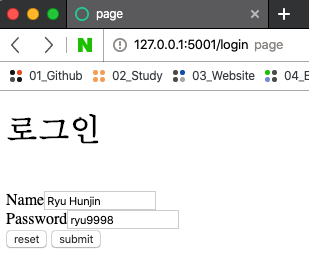 page
N 127.0.0.1:5001/login page
01_Github 02_Study 03_Website 04_E
로그인
Name Ryu Hunjin
Password ryu9998
reset submit